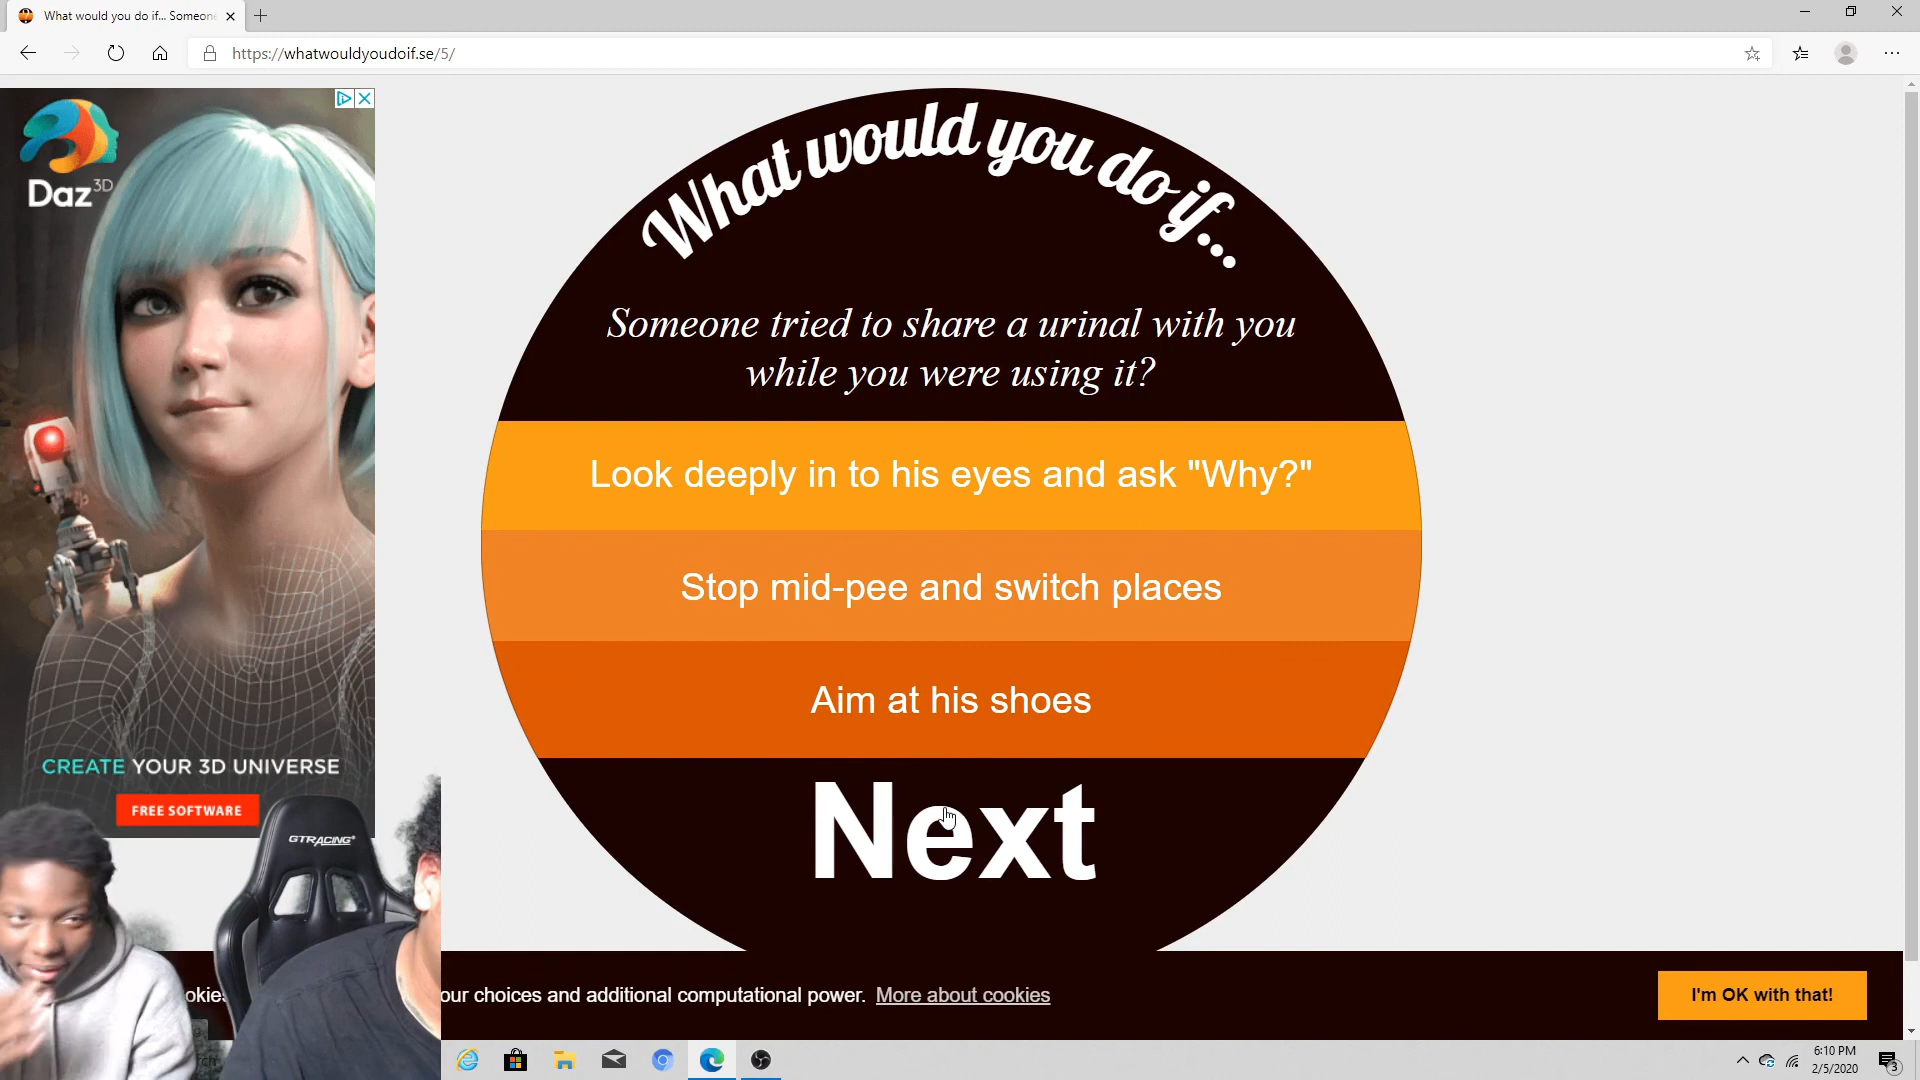 What would you do if... Someone
https://whatwouldyoudoif.se/5/
Daz 3D
CREATE YOUR 3D UNIVERSE
FREE SOFTWARE
What would you do if...
Someone tried to share a urinal with you
while you were using it?
Look deeply in to his eyes and ask "Why?"
Stop mid-pee and switch places
Aim at his shoes
Next
GTRACING
our choices and additional computational power. More about cookies
I'm OK with that!
6:10 PM
2/5/2020
3